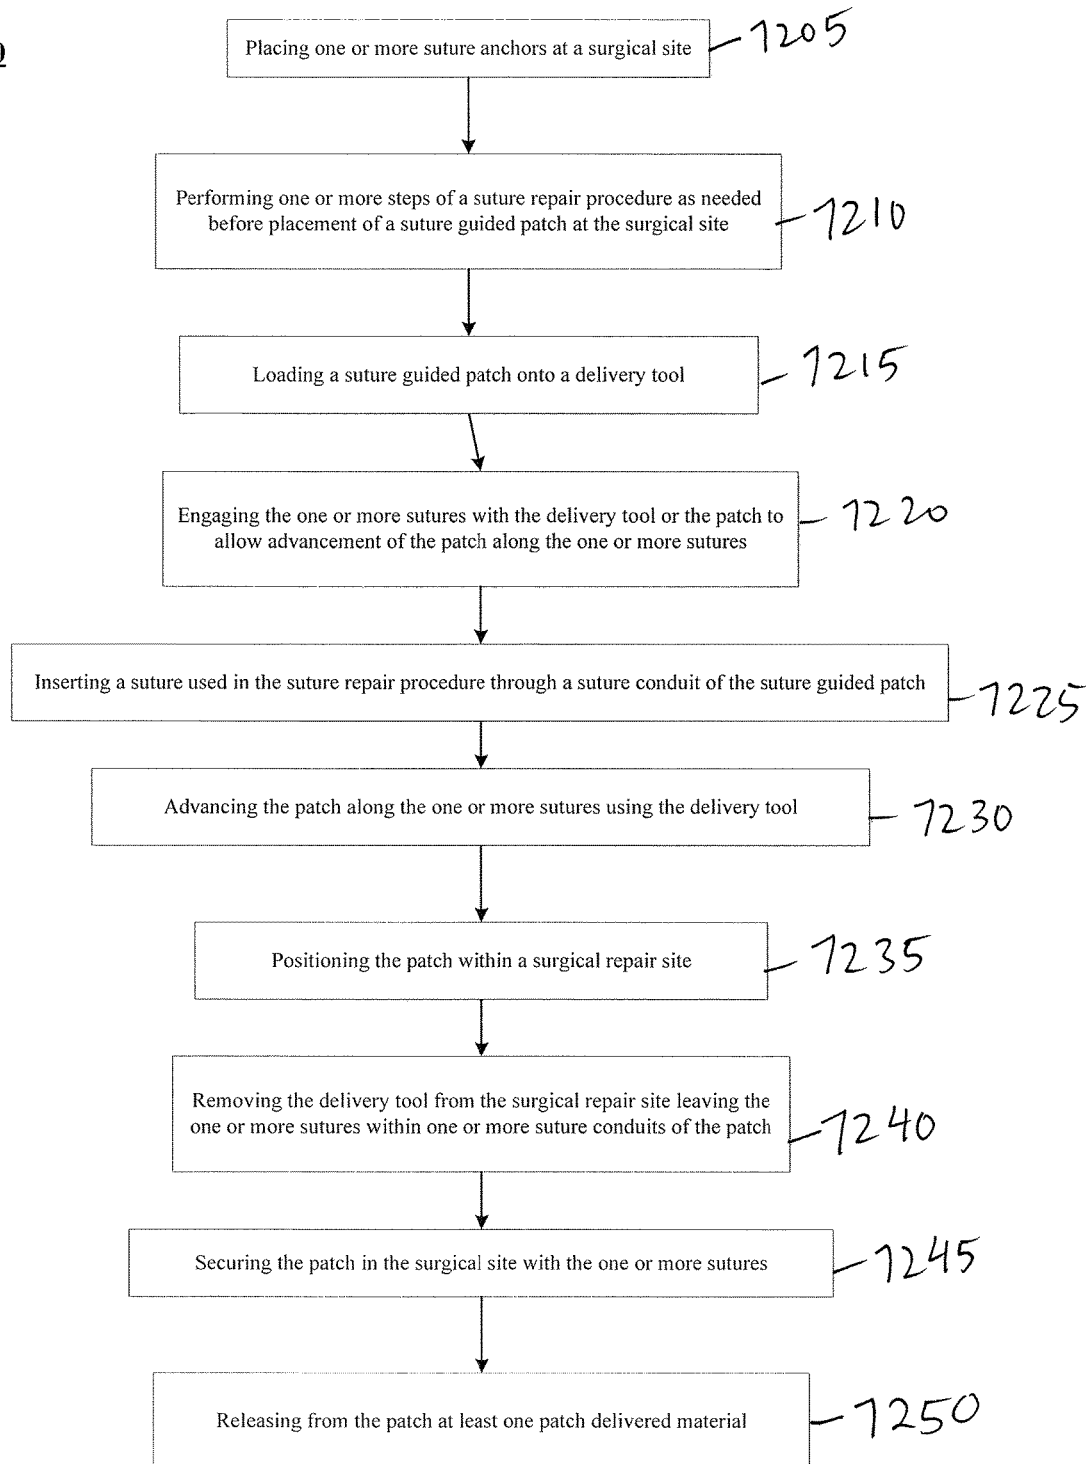 Placing one or more suture anchors at a surgical site
1205
Performing one or more steps of a suture repair procedure as needed
before placement of a suture guided patch at the surgical site
1210
Loading a suture guided patch onto a delivery tool
1215
Engaging the one or more sutures with the delivery tool or the patch to
allow advancement of the patch along the one or more sutures
1220
Inserting a suture used in the suture repair procedure through a suture conduit of the suture guided patch
1225
Advancing the patch along the one or more sutures using the delivery tool
1230
Positioning the patch within a surgical repair site
1235
Removing the delivery tool from the surgical repair site leaving the
one or more sutures within one or more suture conduits of the patch
1240
Securing the patch in the surgical site with the one or more sutures
1245
Releasing from the patch at least one patch delivered material
1250